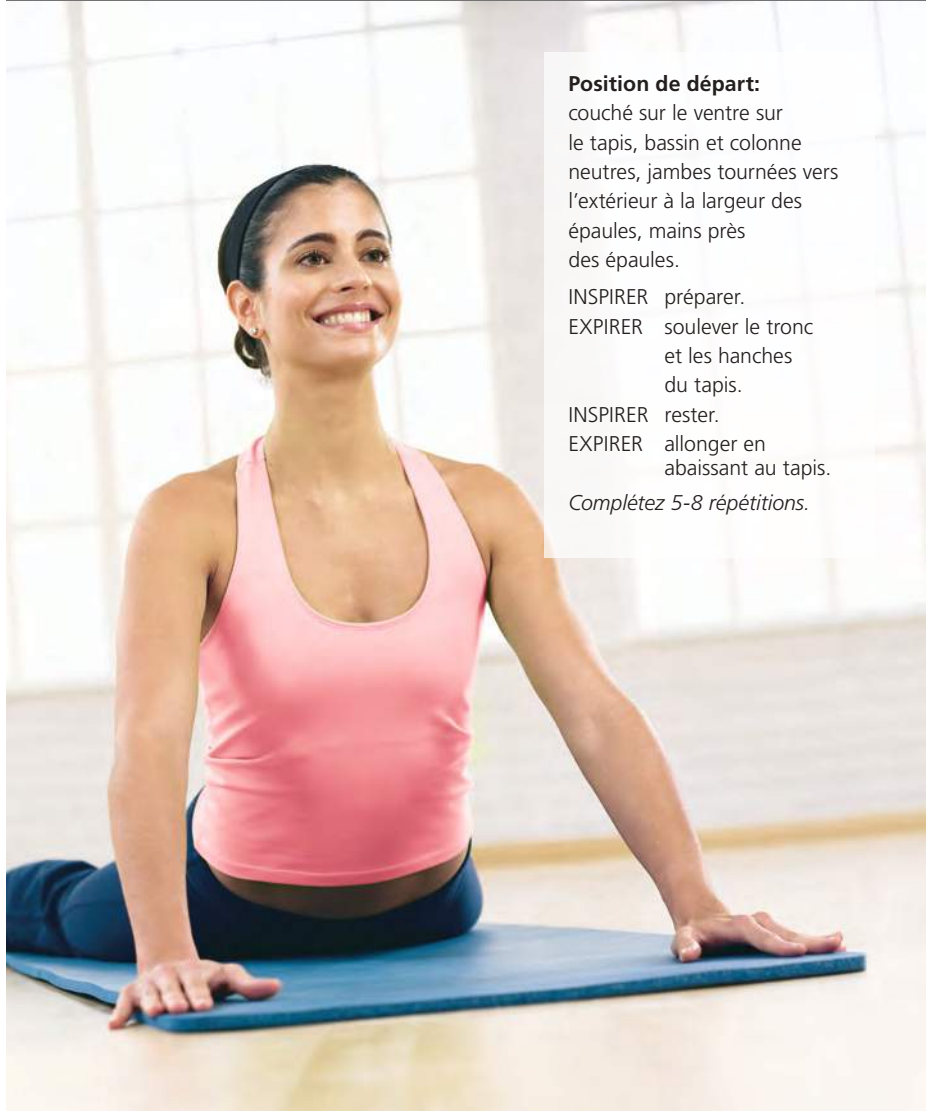 Position de départ:
couché sur le ventre sur
le tapis, bassin et colonne
neutres, jambes tournées vers
l’extérieur à la largeur des
épaules, mains près
des épaules.
INSPIRER préparer.
EXPIRER soulever le tronc
et les hanches
du tapis.
INSPIRER rester.
EXPIRER allonger en
abaissant au tapis.
Complétez 5-8 répétitions.